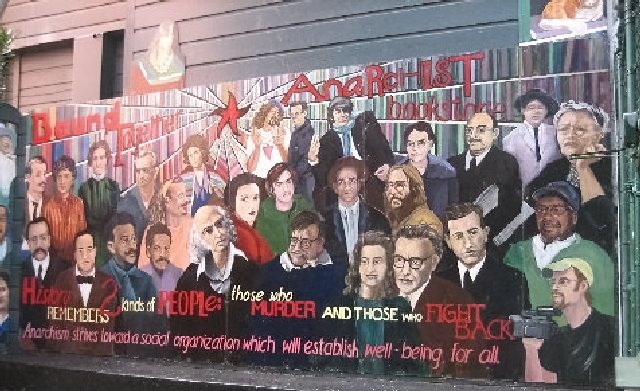 Bound Together
AnaRcHIST
bookstore
History REMEMBERS 2 kinds of PEOPLE: those who MURDER AND THOSE WHO FIGHT BACK
Anarchism strives toward a social organization which will establish well-being for all.